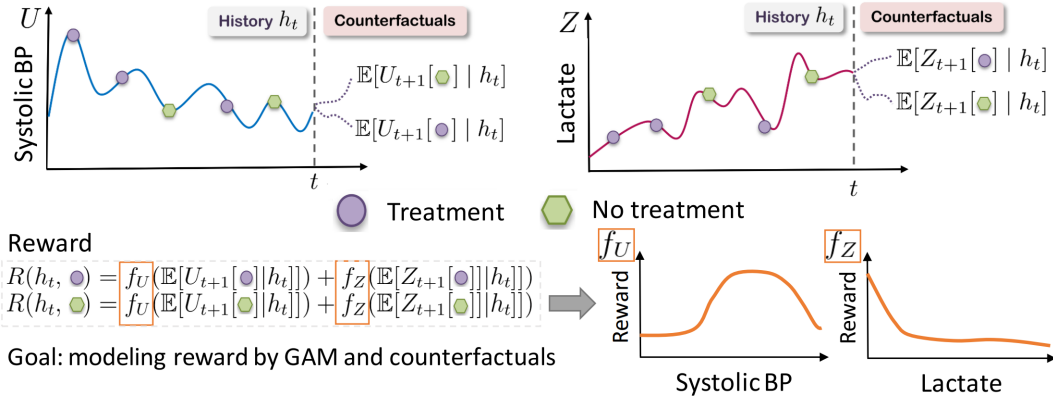 U
Systolic BP
History h_t
Counterfactuals
𝔼[U_{t+1}[⬢] | h_t]
𝔼[U_{t+1}[●] | h_t]
t
Z
Lactate
History h_t
Counterfactuals
𝔼[Z_{t+1}[●] | h_t]
𝔼[Z_{t+1}[⬢] | h_t]
t
Treatment
No treatment
Reward
R(h_t, ●) = f_U(𝔼[U_{t+1}[●]|h_t]]) + f_Z(𝔼[Z_{t+1}[●]]|h_t]])
R(h_t, ⬢) = f_U(𝔼[U_{t+1}[⬢]|h_t]]) + f_Z(𝔼[Z_{t+1}[⬢]]|h_t]])
Goal: modeling reward by GAM and counterfactuals
f_U
Reward
Systolic BP
f_Z
Reward
Lactate